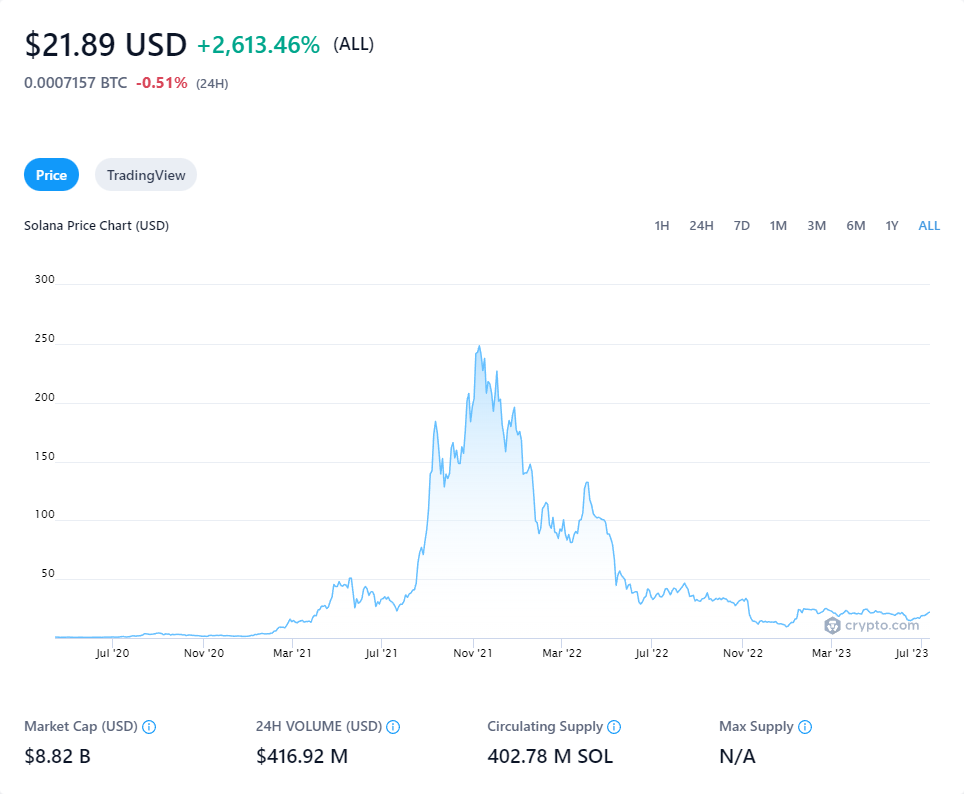 $21.89 USD +2,613.46% (ALL)
0.0007157 BTC -0.51% (24H)
Price TradingView
Solana Price Chart (USD) 1H 24H 7D 1M 3M 6M 1Y ALL
300
250
200
150
100
50
crypto.com
Jul '20 Nov '20 Mar '21 Jul '21 Nov '21 Mar '22 Jul '22 Nov '22 Mar '23 Jul '23
Market Cap (USD) 24H VOLUME (USD) Circulating Supply Max Supply
$8.82 B $416.92 M 402.78 M SOL N/A